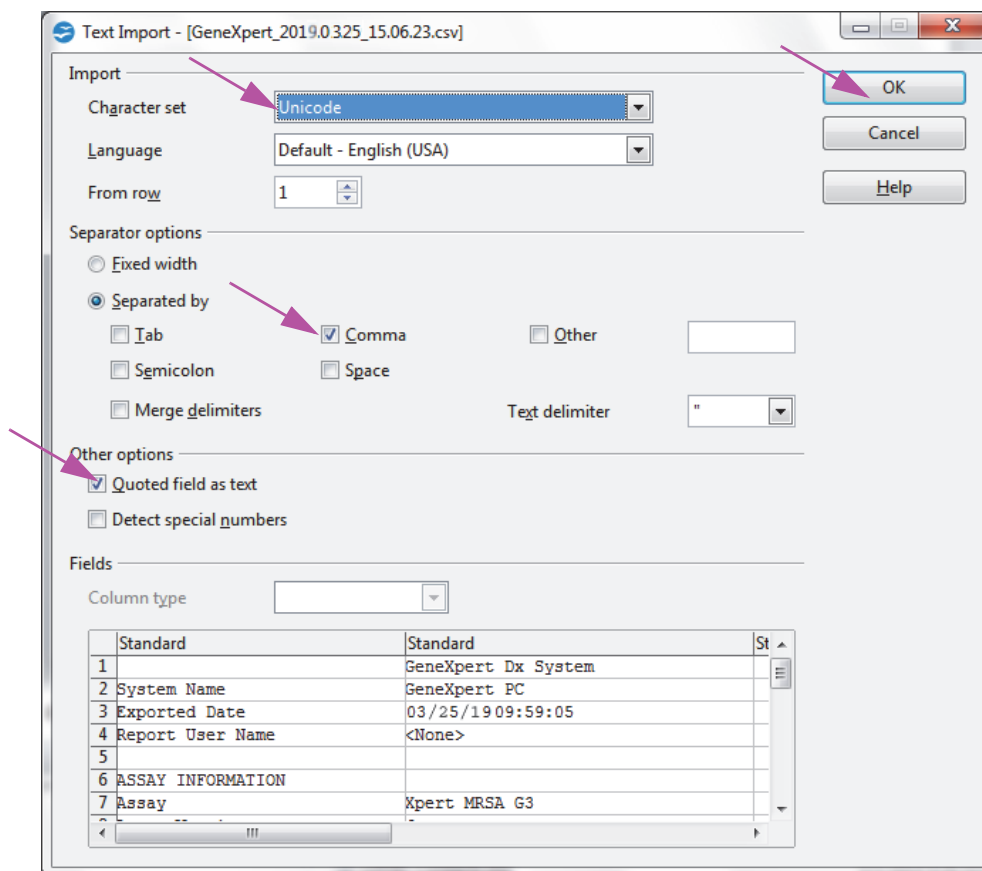 Text Import - [GeneXpert_2019.0325_15.06.23.csv]
Import
Character set
Unicode
OK
Language
Default - English (USA)
Cancel
From row
1
Help
Separator options
Fixed width
Separated by
Tab
Comma
Other
Semicolon
Space
Merge delimiters
Text delimiter
"
Other options
Quoted field as text
Detect special numbers
Fields
Column type
Standard Standard St
1 GeneXpert Dx System
2 System Name GeneXpert PC
3 Exported Date 03/25/19 09:59:05
4 Report User Name <None>
5
6 ASSAY INFORMATION
7 Assay Xpert MRSA G3